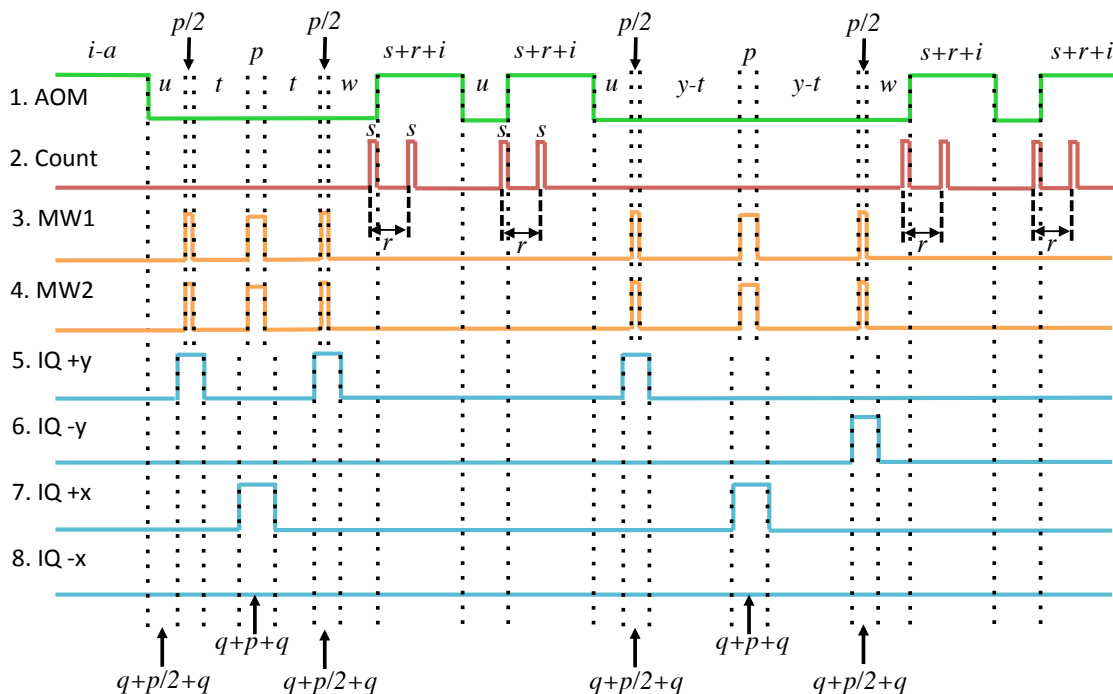 p/2 p/2 p/2 p/2
i-a p s+r+i s+r+i p s+r+i s+r+i
u t t w u u y-t y-t w
1. AOM
s s s s
2. Count
3. MW1
r r r r
4. MW2
5. IQ +y
6. IQ -y
7. IQ +x
8. IQ -x
q+p+q q+p+q
q+p/2+q q+p/2+q q+p/2+q q+p/2+q